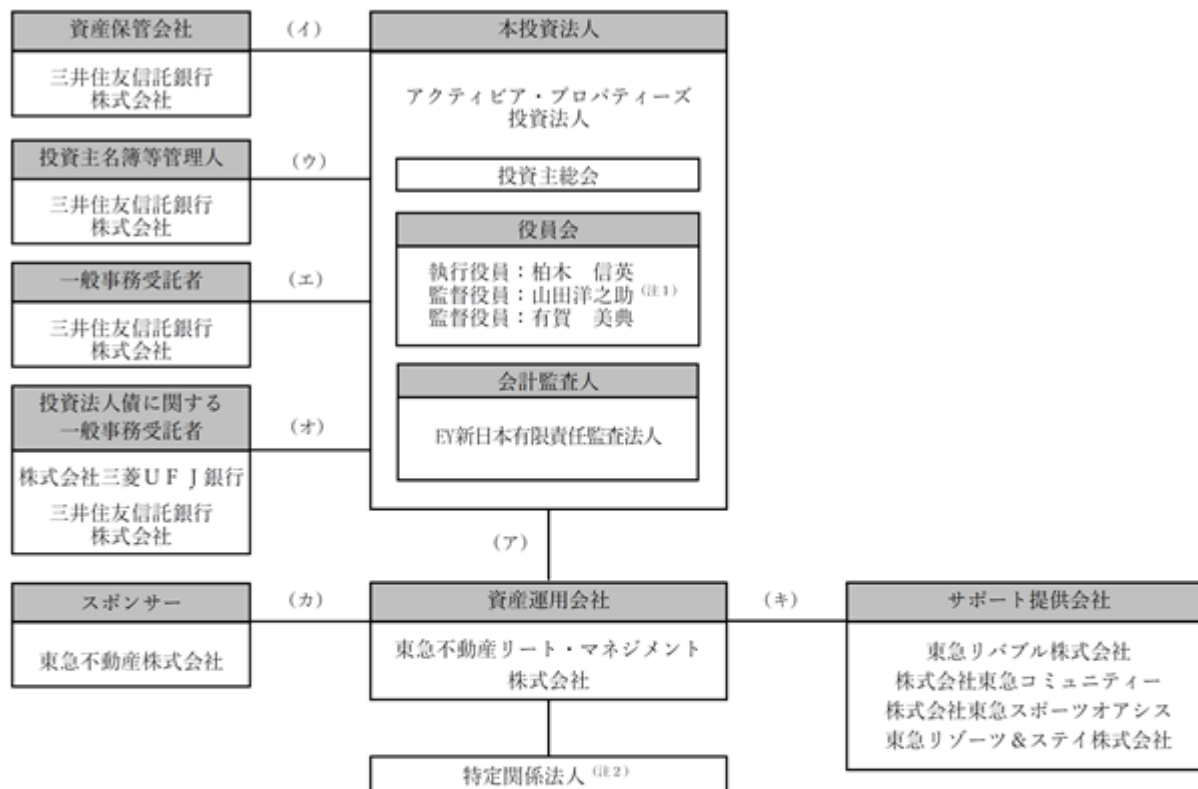 資産保管会社
(イ)
本投資法人
三井住友信託銀行
株式会社
アクティビア・プロパティーズ
投資法人
投資主名簿等管理人
(ウ)
投資主総会
三井住友信託銀行
株式会社
役員会
一般事務受託者
(エ)
執行役員:柏木 信英
監督役員:山田洋之助(注1)
監督役員:有賀 美典
三井住友信託銀行
株式会社
会計監査人
投資法人債に関する
一般事務受託者
(オ)
EY新日本有限責任監査法人
株式会社三菱UFJ銀行
三井住友信託銀行
株式会社
(ア)
スポンサー
(カ)
資産運用会社
(キ)
サポート提供会社
東急不動産株式会社
東急不動産リート・マネジメント
株式会社
東急リバブル株式会社
株式会社東急コミュニティー
株式会社東急スポーツオアシス
東急リゾーツ&ステイ株式会社
特定関係法人(注2)